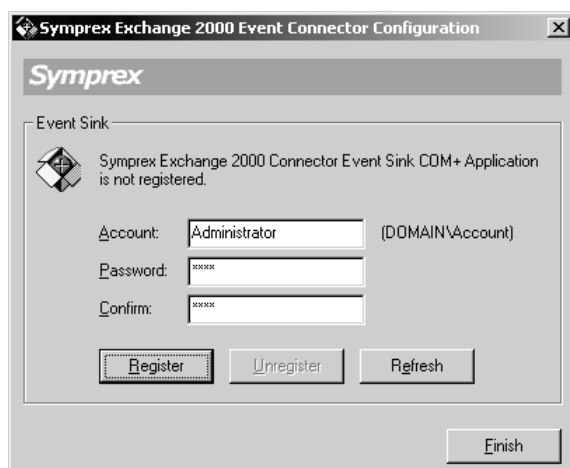 Symprex Exchange 2000 Event Connector Configuration
Symprex
Event Sink
Symprex Exchange 2000 Connector Event Sink COM+ Application
is not registered.
Account: Administrator (DOMAIN\Account)
Password: ****
Confirm: ****
Register Unregister Refresh
Finish